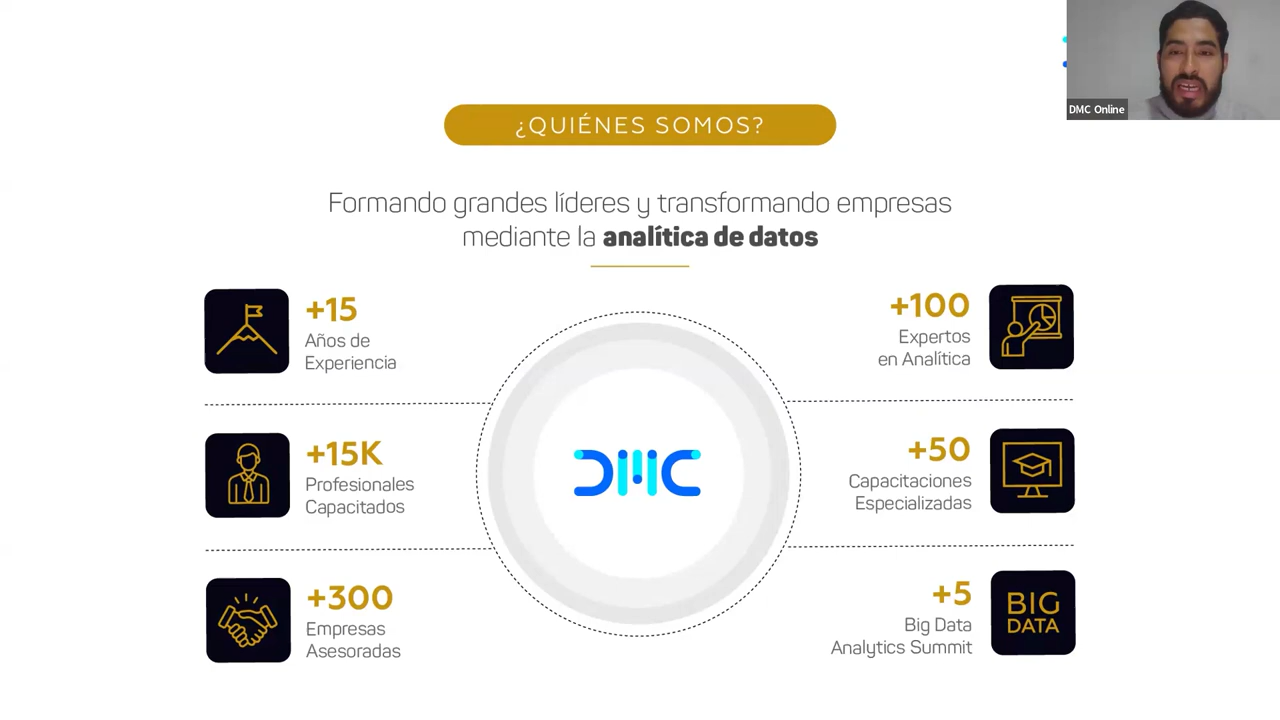 DMC Online
¿QUIÉNES SOMOS?
Formando grandes líderes y transformando empresas
mediante la analítica de datos
+15
Años de
Experiencia
+15K
Profesionales
Capacitados
+300
Empresas
Asesoradas
DMC
+100
Expertos
en Analítica
+50
Capacitaciones
Especializadas
+5
Big Data
Analytics Summit
BIG
DATA